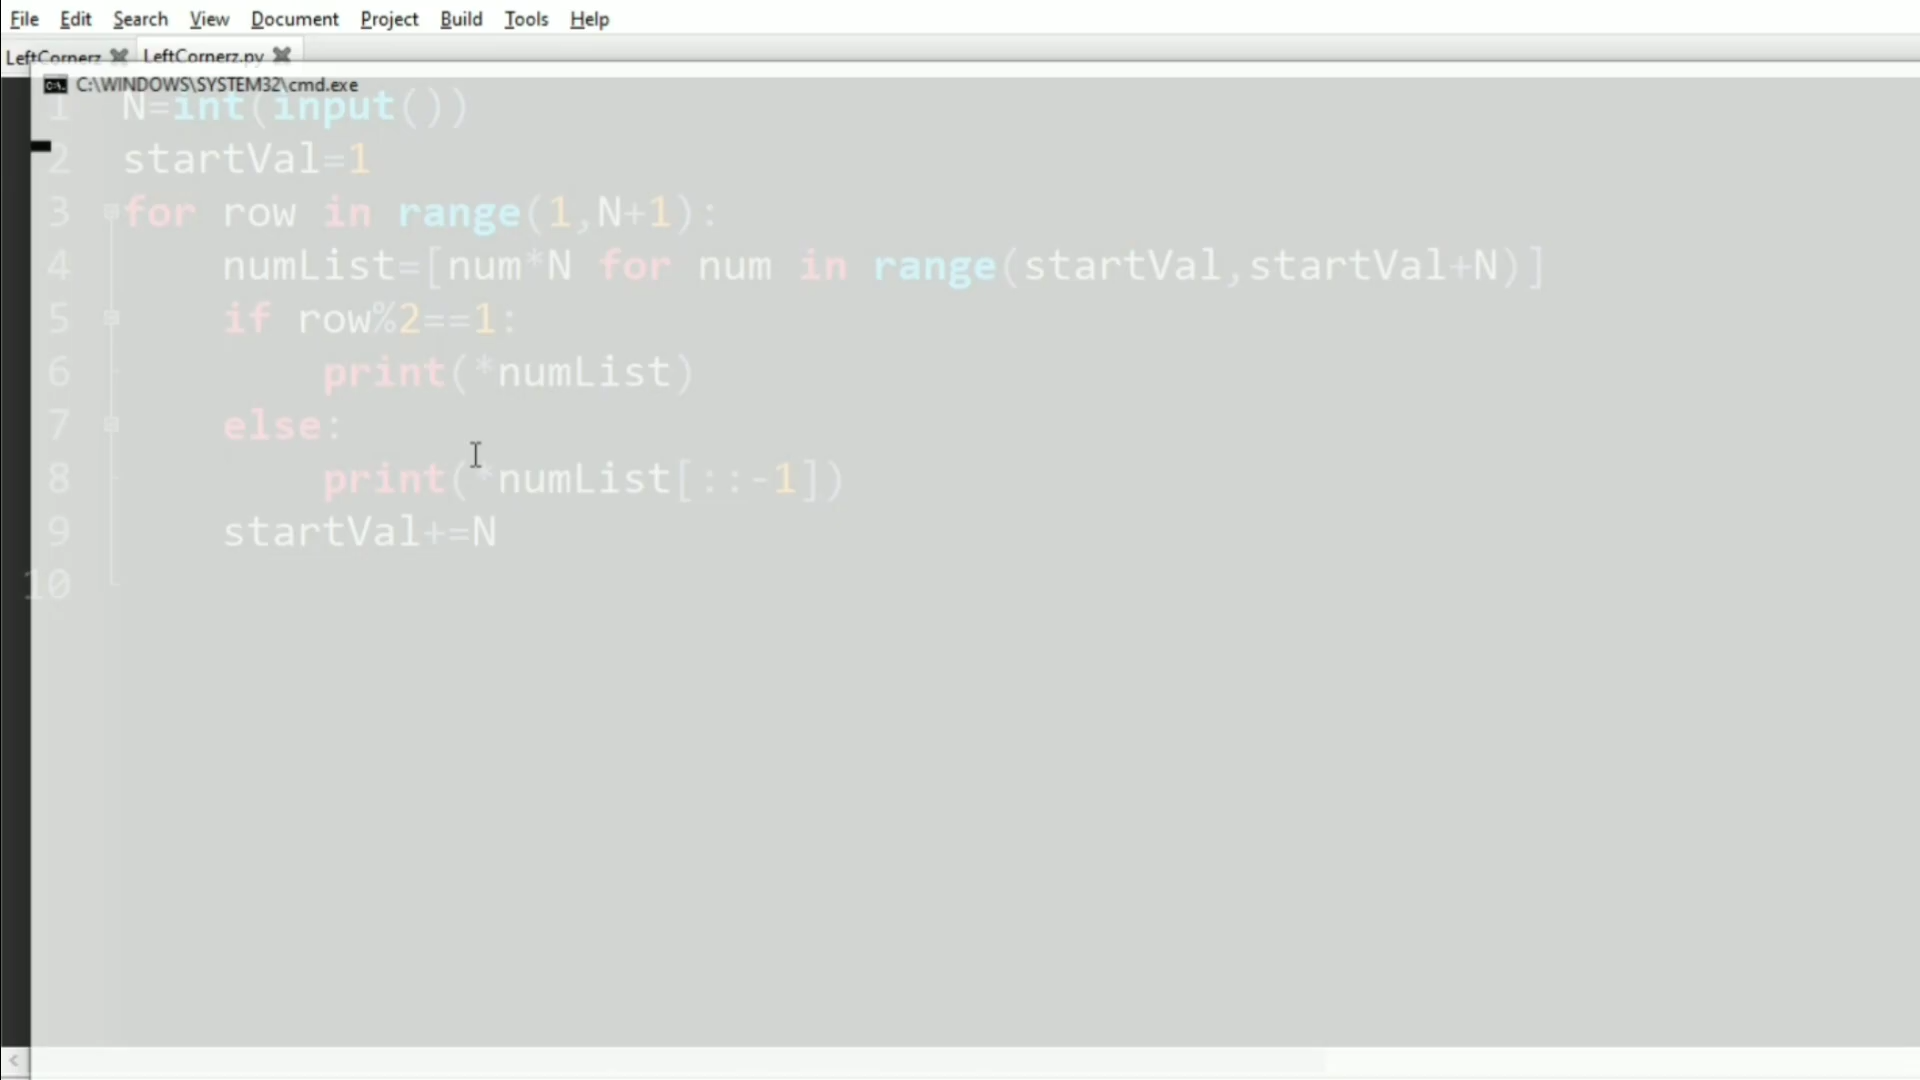 File Edit Search View Document Project Build Tools Help
LeftCornerz LeftCornerz.py
C:\WINDOWS\SYSTEM32\cmd.exe
1 N=int(input())
2 startVal=1
3 for row in range(1,N+1):
4 numList=[num*N for num in range(startVal,startVal+N)]
5 if row%2==1:
6 print(*numList)
7 else:
8 print(*numList[::-1])
9 startVal+=N
10